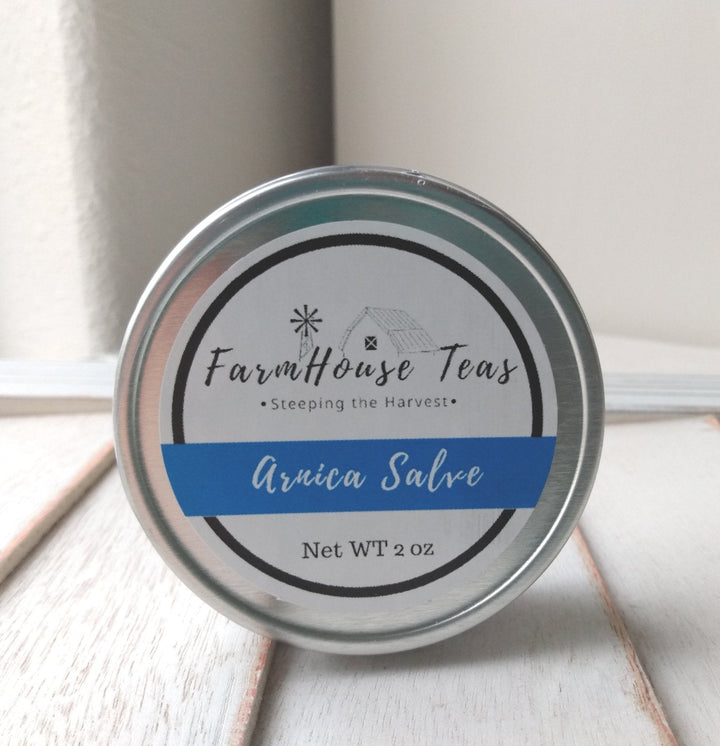 FarmHouse Teas
•Steeping the Harvest•
Arnica Salve
Net WT 2 oz